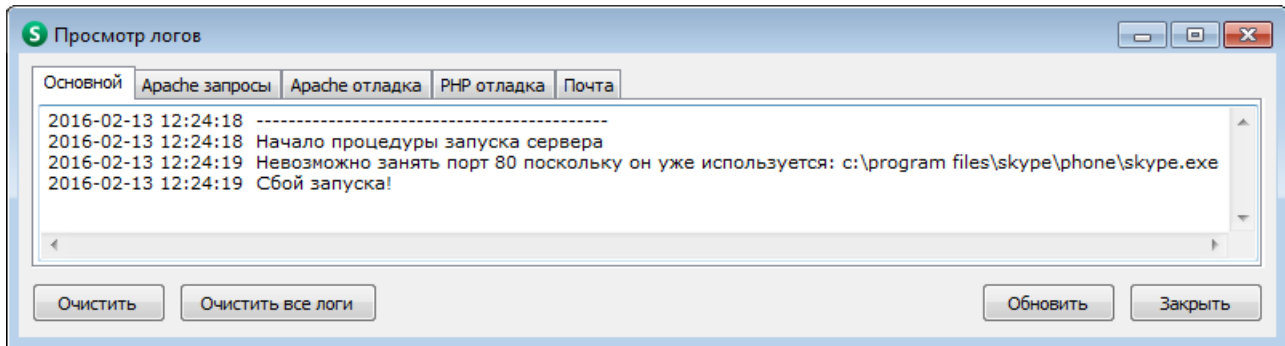 S Просмотр логов
Основной Apache запросы Apache отладка PHP отладка Почта
2016-02-13 12:24:18 --------------------------------------------
2016-02-13 12:24:18 Начало процедуры запуска сервера
2016-02-13 12:24:19 Невозможно занять порт 80 поскольку он уже используется: c:\program files\skype\phone\skype.exe
2016-02-13 12:24:19 Сбой запуска!
Очистить Очистить все логи Обновить Закрыть